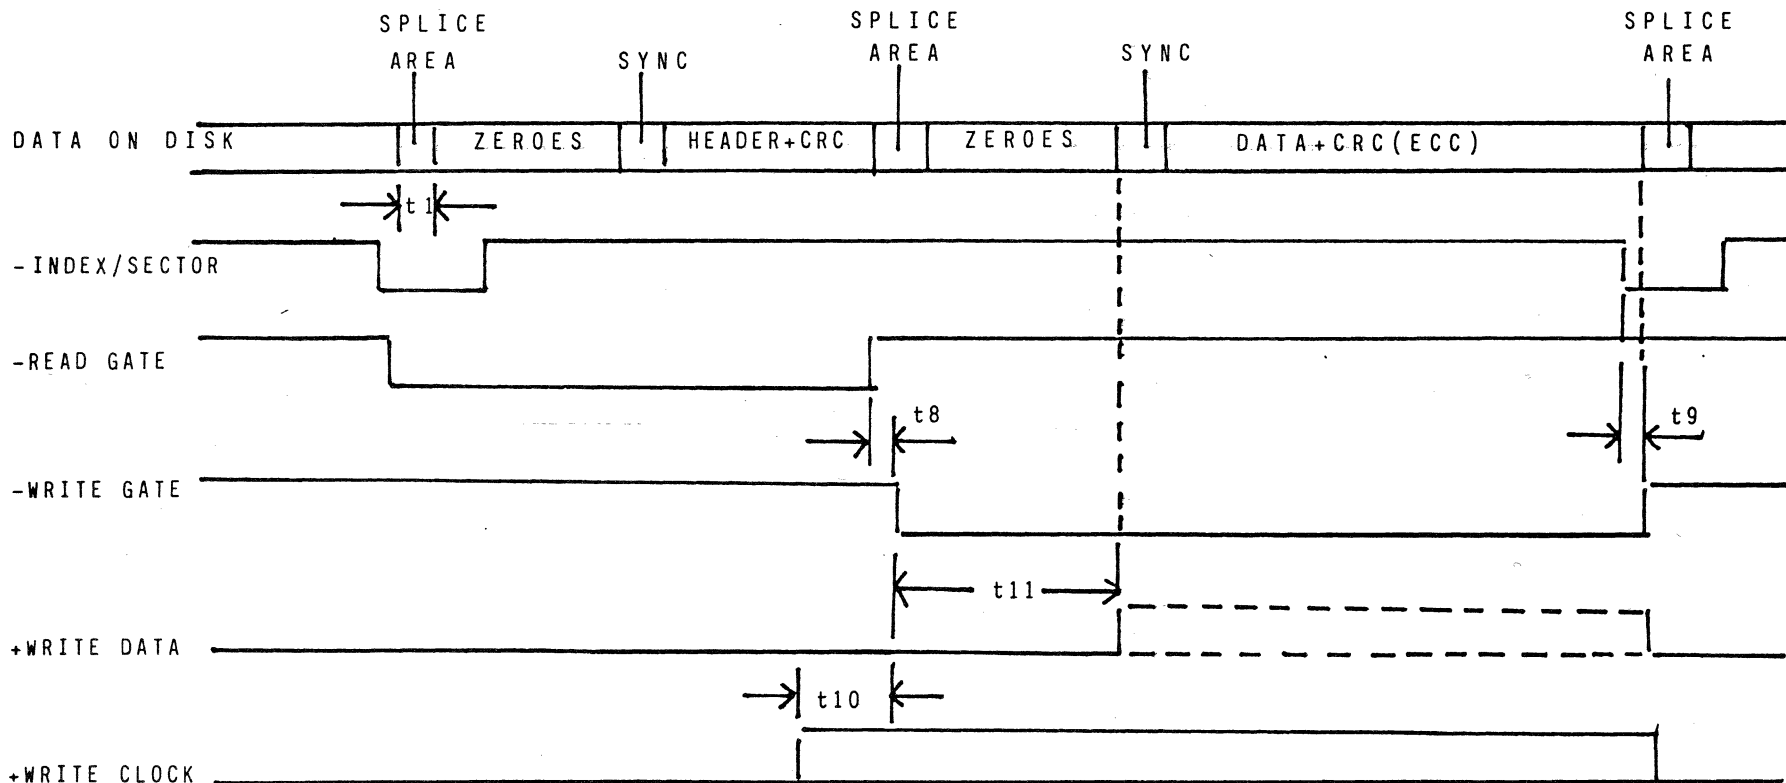 SPLICE
AREA
SYNC
SPLICE
AREA
SYNC
SPLICE
AREA
DATA ON DISK
ZEROES
HEADER+CRC
ZEROES
DATA+CRC(ECC)
t1
-INDEX/SECTOR
-READ GATE
t8
t9
-WRITE GATE
t11
+WRITE DATA
t10
+WRITE CLOCK